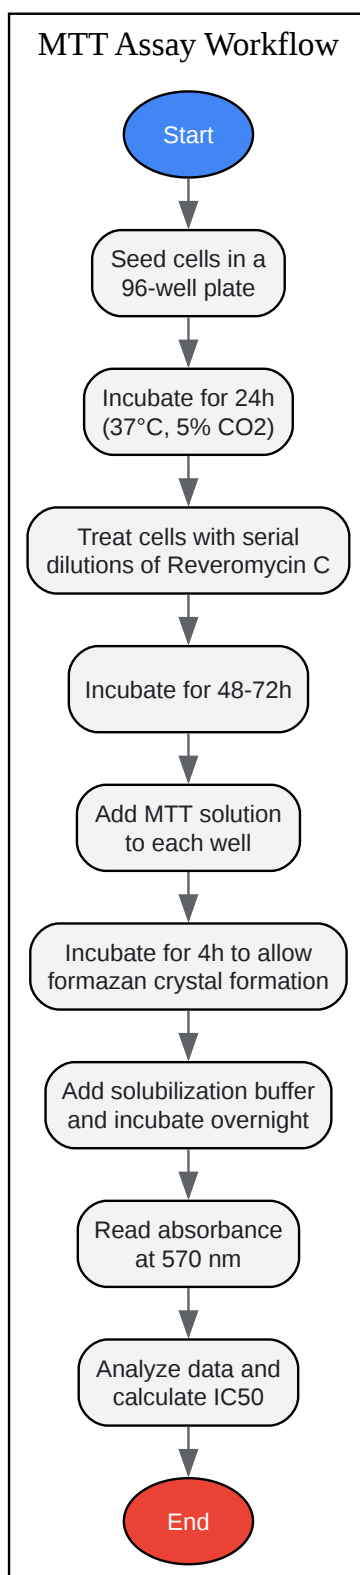 MTT Assay Workflow
Start
Seed cells in a
96-well plate
Incubate for 24h
(37°C, 5% CO2)
Treat cells with serial
dilutions of Reveromycin C
Incubate for 48-72h
Add MTT solution
to each well
Incubate for 4h to allow
formazan crystal formation
Add solubilization buffer
and incubate overnight
Read absorbance
at 570 nm
Analyze data and
calculate IC50
End